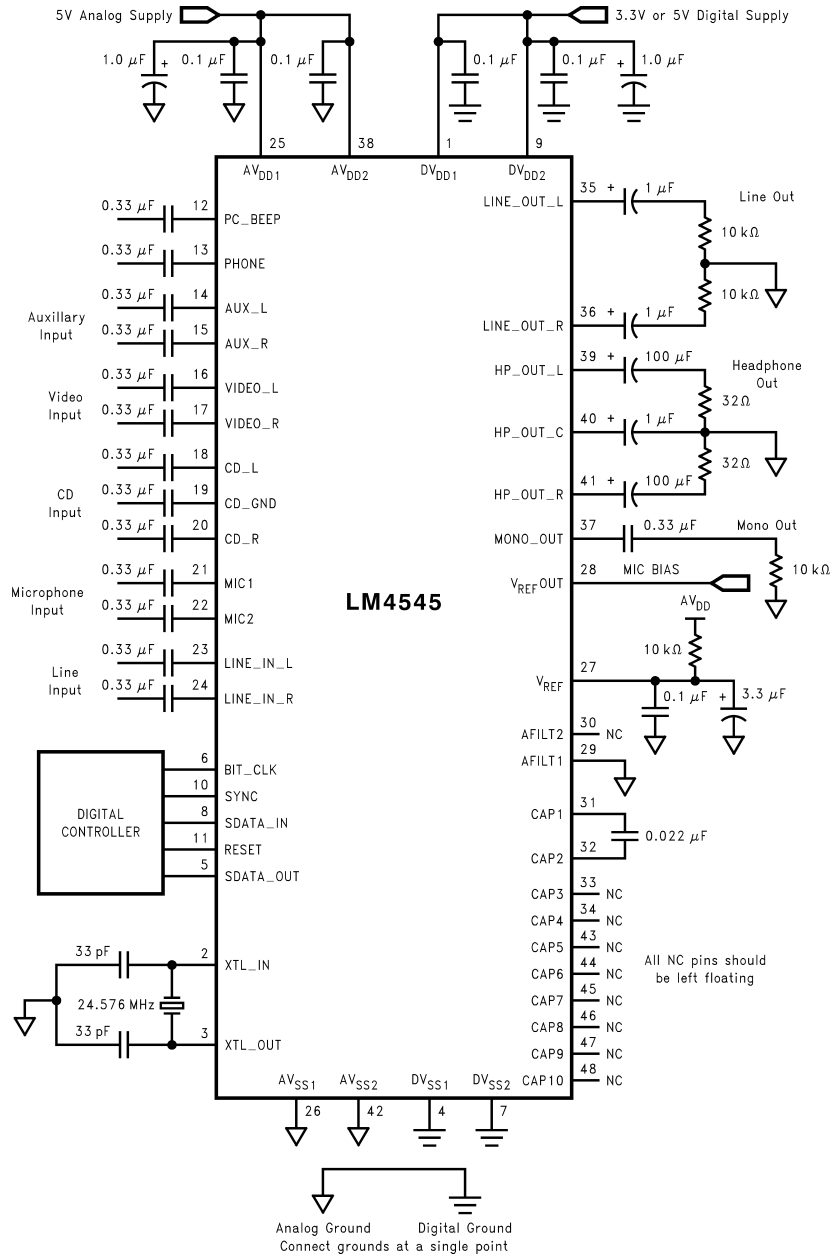 5V Analog Supply
3.3V or 5V Digital Supply
1.0 μF + 0.1 μF 0.1 μF 0.1 μF 0.1 μF + 1.0 μF
25 38 1 9
AVDD1 AVDD2 DVDD1 DVDD2
0.33 μF 12 PC_BEEP
0.33 μF 13 PHONE
Auxillary
Input
0.33 μF 14 AUX_L
0.33 μF 15 AUX_R
Video
Input
0.33 μF 16 VIDEO_L
0.33 μF 17 VIDEO_R
CD
Input
0.33 μF 18 CD_L
0.33 μF 19 CD_GND
0.33 μF 20 CD_R
Microphone
Input
0.33 μF 21 MIC1
0.33 μF 22 MIC2
Line
Input
0.33 μF 23 LINE_IN_L
0.33 μF 24 LINE_IN_R
DIGITAL
CONTROLLER
6 BIT_CLK
10 SYNC
8 SDATA_IN
11 RESET
5 SDATA_OUT
33 pF 2 XTL_IN
24.576 MHz
33 pF 3 XTL_OUT
LM4545
LINE_OUT_L 35 + 1 μF
Line Out
10 kΩ
10 kΩ
LINE_OUT_R 36 + 1 μF
HP_OUT_L 39 + 100 μF
Headphone
Out
32Ω
HP_OUT_C 40 + 1 μF
32Ω
HP_OUT_R 41 + 100 μF
MONO_OUT 37 0.33 μF
Mono Out
10 kΩ
VREFOUT 28 MIC BIAS
AVDD
10 kΩ
VREF 27
0.1 μF + 3.3 μF
AFILT2 30 NC
AFILT1 29
CAP1 31
0.022 μF
CAP2 32
CAP3 33 NC
CAP4 34 NC
CAP5 43 NC
CAP6 44 NC
CAP7 45 NC
CAP8 46 NC
CAP9 47 NC
CAP10 48 NC
All NC pins should
be left floating
AVSS1 AVSS2 DVSS1 DVSS2
26 42 4 7
Analog Ground Digital Ground
Connect grounds at a single point